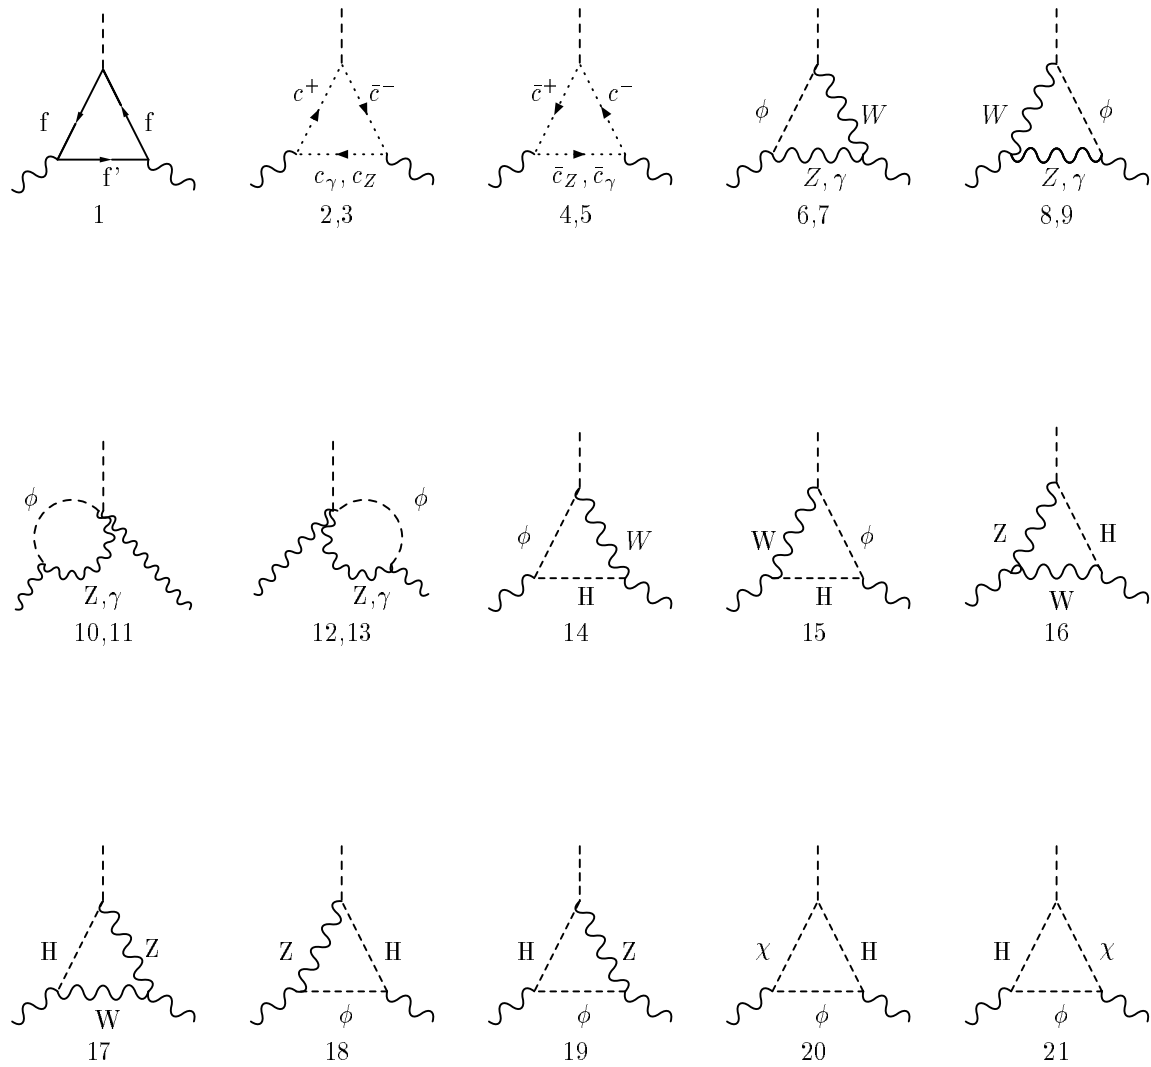 f f
f'
1
c⁺ c̄⁻
c_γ, c_Z
2,3
c̄⁺ c⁻
c̄_Z, c̄_γ
4,5
ϕ W
Z, γ
6,7
W ϕ
Z, γ
8,9
ϕ
Z,γ
10,11
ϕ
Z,γ
12,13
ϕ W
H
14
W ϕ
H
15
Z H
W
16
H Z
W
17
Z H
ϕ
18
H Z
ϕ
19
χ H
ϕ
20
H χ
ϕ
21